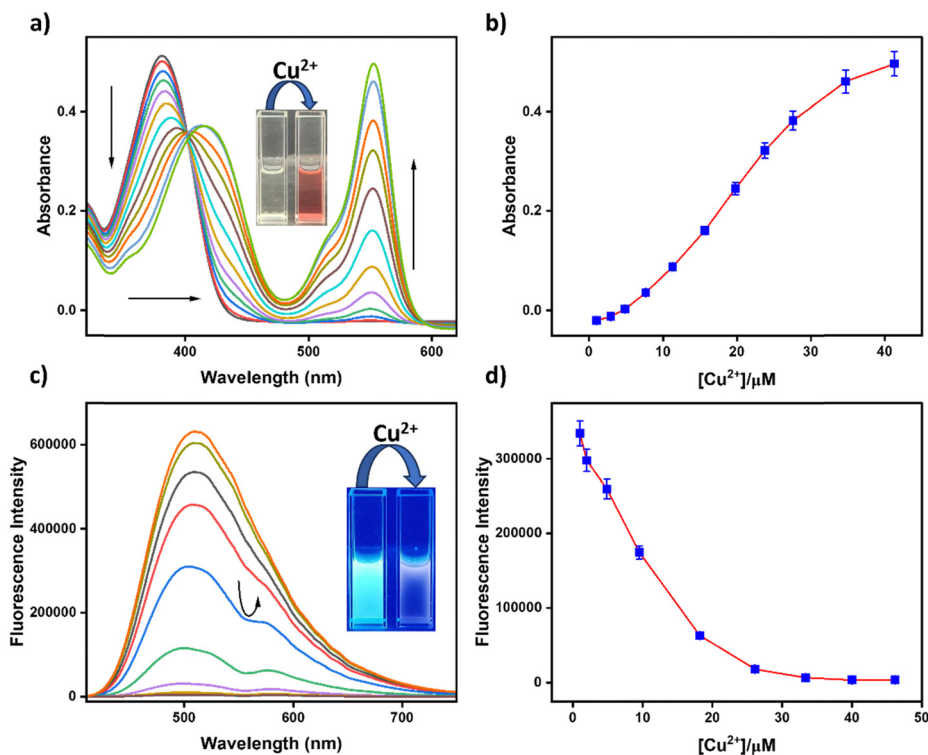 a)
Absorbance
0.4
0.2
0.0
Cu²⁺
400
500
600
Wavelength (nm)
b)
Absorbance
0.4
0.2
0.0
0
10
20
30
40
[Cu²⁺]/μM
c)
Fluorescence Intensity
600000
400000
200000
0
Cu²⁺
500
600
700
Wavelength (nm)
d)
Fluorescence Intensity
300000
200000
100000
0
0
10
20
30
40
50
[Cu²⁺]/μM